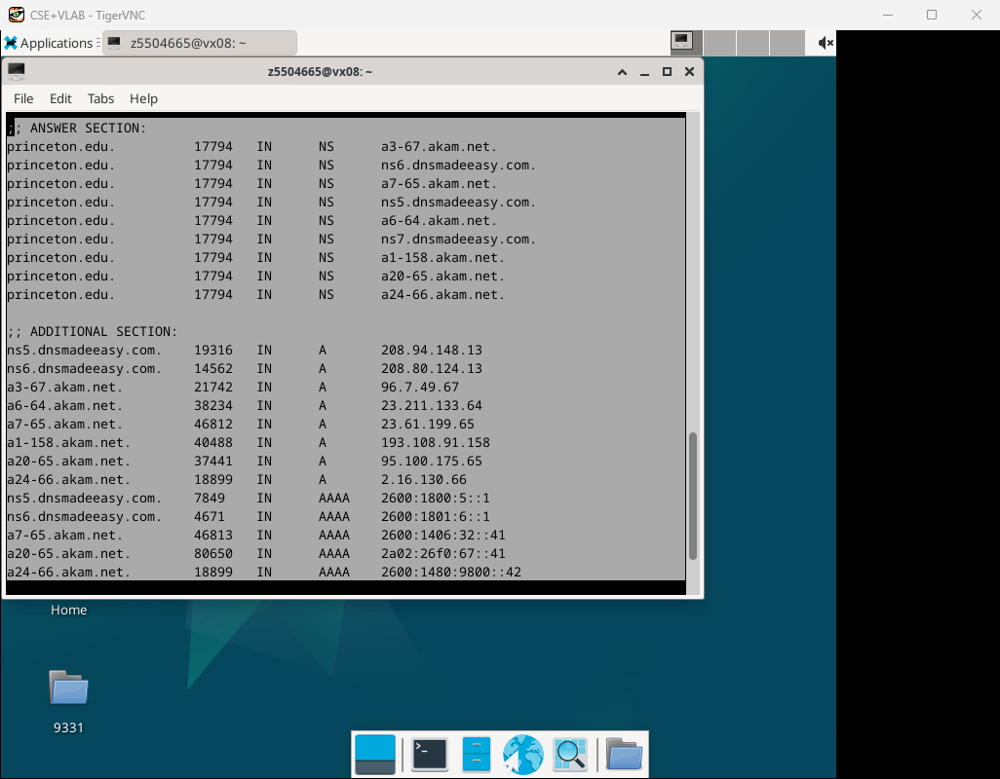 CSE+VLAB - TigerVNC
Applications z5504665@vx08: ~
z5504665@vx08: ~
File Edit Tabs Help
;; ANSWER SECTION:
princeton.edu. 17794 IN NS a3-67.akam.net.
princeton.edu. 17794 IN NS ns6.dnsmadeeasy.com.
princeton.edu. 17794 IN NS a7-65.akam.net.
princeton.edu. 17794 IN NS ns5.dnsmadeeasy.com.
princeton.edu. 17794 IN NS a6-64.akam.net.
princeton.edu. 17794 IN NS ns7.dnsmadeeasy.com.
princeton.edu. 17794 IN NS a1-158.akam.net.
princeton.edu. 17794 IN NS a20-65.akam.net.
princeton.edu. 17794 IN NS a24-66.akam.net.
;; ADDITIONAL SECTION:
ns5.dnsmadeeasy.com. 19316 IN A 208.94.148.13
ns6.dnsmadeeasy.com. 14562 IN A 208.80.124.13
a3-67.akam.net. 21742 IN A 96.7.49.67
a6-64.akam.net. 38234 IN A 23.211.133.64
a7-65.akam.net. 46812 IN A 23.61.199.65
a1-158.akam.net. 40488 IN A 193.108.91.158
a20-65.akam.net. 37441 IN A 95.100.175.65
a24-66.akam.net. 18899 IN A 2.16.130.66
ns5.dnsmadeeasy.com. 7849 IN AAAA 2600:1800:5::1
ns6.dnsmadeeasy.com. 4671 IN AAAA 2600:1801:6::1
a7-65.akam.net. 46813 IN AAAA 2600:1406:32::41
a20-65.akam.net. 80650 IN AAAA 2a02:26f0:67::41
a24-66.akam.net. 18899 IN AAAA 2600:1480:9800::42
Home
9331